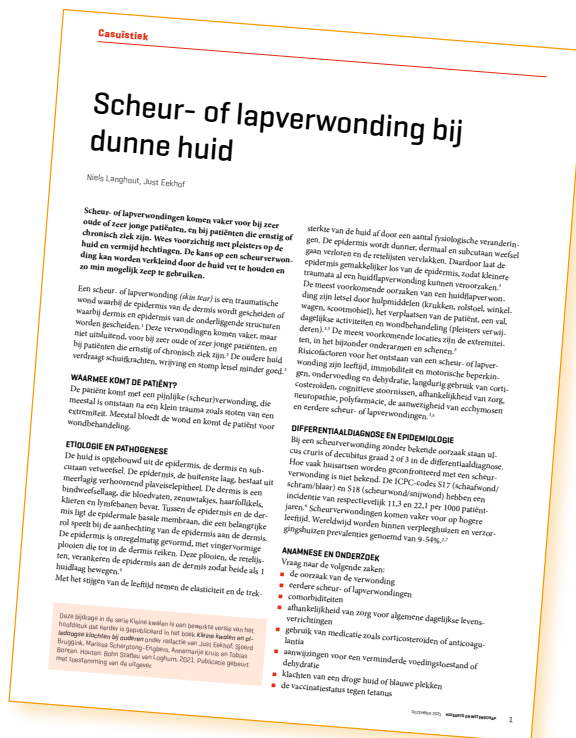 Casuïstiek
Scheur- of lapverwonding bij
dunne huid
Niels Langhout, Just Eekhof
Scheur- of lapverwondingen komen vaker voor bij zeer
oude of zeer jonge patiënten, en bij patiënten die ernstig of
chronisch ziek zijn. Wees voorzichtig met pleisters op de
huid en vermijd hechtingen. De kans op een scheurverwon-
ding kan worden verkleind door de huid vet te houden en
zo min mogelijk zeep te gebruiken.
Een scheur- of lapverwonding (skin tear) is een traumatische
wond waarbij de epidermis van de dermis wordt gescheiden of
waarbij dermis en epidermis van de onderliggende structuren
worden gescheiden.1 Deze verwondingen komen vaker, maar
niet uitsluitend, voor bij zeer oude of zeer jonge patiënten, en
bij patiënten die ernstig of chronisch ziek zijn.2 De oudere huid
verdraagt schuifkrachten, wrijving en stomp letsel minder goed.3
WAARMEE KOMT DE PATIËNT?
De patiënt komt met een pijnlijke (scheur)verwonding, die
meestal is ontstaan na een klein trauma zoals stoten van een
extremiteit. Meestal bloedt de wond en komt de patiënt voor
wondbehandeling.
ETIOLOGIE EN PATHOGENESE
De huid is opgebouwd uit de epidermis, de dermis en sub-
cutaan vetweefsel. De epidermis, de buitenste laag, bestaat uit
meerlagig verhoornend plaveiselepitheel. De dermis is een
bindweefsellaag, die bloedvaten, zenuwtakjes, haarfollikels,
klieren en lymfebanen bevat. Tussen de epidermis en de der-
mis ligt de epidermale basale membraan, die een belangrijke
rol speelt bij de aanhechting van de epidermis aan de dermis.
De epidermis is onregelmatig gevormd, met vingervormige
plooien die tot in de dermis reiken. Deze plooien, de retelijs-
ten, verankeren de epidermis aan de dermis zodat beide als 1
huidlaag bewegen.4
Met het stijgen van de leeftijd nemen de elasticiteit en de trek-
Deze bijdrage in de serie Kleine kwalen is een bewerkte versie van het
hoofdstuk dat eerder is gepubliceerd in het boek Kleine kwalen en al-
ledaagse klachten bij ouderen onder redactie van Just Eekhof, Sjoerd
Bruggink, Marissa Scherptong-Engbers, Annemarije Kruis en Tobias
Bonten. Houten: Bohn Stafleu van Loghum, 2021. Publicatie gebeurt
met toestemming van de uitgever.
sterkte van de huid af door een aantal fysiologische veranderin-
gen. De epidermis wordt dunner, dermaal en subcutaan weefsel
gaan verloren en de retelijsten vervlakken. Daardoor laat de
epidermis gemakkelijker los van de epidermis, zodat kleinere
traumata al een huidflapverwonding kunnen veroorzaken.3
De meest voorkomende oorzaken van een huidflapverwon-
ding zijn letsel door hulpmiddelen (krukken, rolstoel, winkel-
wagen, scootmobiel), het verplaatsen van de patiënt, een val,
dagelijkse activiteiten en wondbehandeling (pleisters verwij-
deren).2,3 De meest voorkomende locaties zijn de extremitei-
ten, in het bijzonder onderarmen en schenen.5
Risicofactoren voor het ontstaan van een scheur- of lapver-
wonding zijn leeftijd, immobiliteit en motorische beperkin-
gen, ondervoeding en dehydratie, langdurig gebruik van corti-
costeroïden, cognitieve stoornissen, afhankelijkheid van zorg,
neuropathie, polyfarmacie, de aanwezigheid van ecchymosen
en eerdere scheur- of lapverwondingen.3,5
DIFFERENTIAALDIAGNOSE EN EPIDEMIOLOGIE
Bij een scheurverwonding zonder bekende oorzaak staan ul-
cus cruris of decubitus graad 2 of 3 in de differentiaaldiagnose.
Hoe vaak huisartsen worden geconfronteerd met een scheur-
verwonding is niet bekend. De ICPC-codes S17 (schaafwond/
schram/blaar) en S18 (scheurwond/snijwond) hebben een
incidentie van respectievelijk 11,3 en 22,1 per 1000 patiënt-
jaren.6 Scheurverwondingen komen vaker voor op hogere
leeftijd. Wereldwijd worden binnen verpleeghuizen en verzor-
gingshuizen prevalenties genoemd van 9-54%.2,7
ANAMNESE EN ONDERZOEK
Vraag naar de volgende zaken:
▪ de oorzaak van de verwonding
▪ eerdere scheur- of lapverwondingen
▪ comorbiditeiten
▪ afhankelijkheid van zorg voor algemene dagelijkse levens-
verrichtingen
▪ gebruik van medicatie zoals corticosteroïden of anticoagu-
lantia
▪ aanwijzingen voor een verminderde voedingstoestand of
dehydratie
▪ klachten van een droge huid of blauwe plekken
▪ de vaccinatiestatus tegen tetanus
DECEMBER 2021 HUISARTS EN WETENSCHAP 1